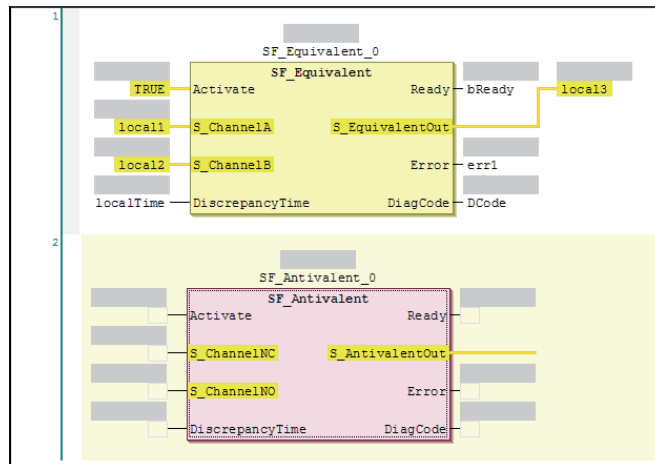 1
SF_Equivalent_0
SF_Equivalent
TRUE Activate Ready bReady local3
local1 S_ChannelA S_EquivalentOut
local2 S_ChannelB Error err1
localTime DiscrepancyTime DiagCode DCode
2
SF_Antivalent_0
SF_Antivalent
Activate Ready
S_ChannelNC S_AntivalentOut
S_ChannelNO Error
DiscrepancyTime DiagCode